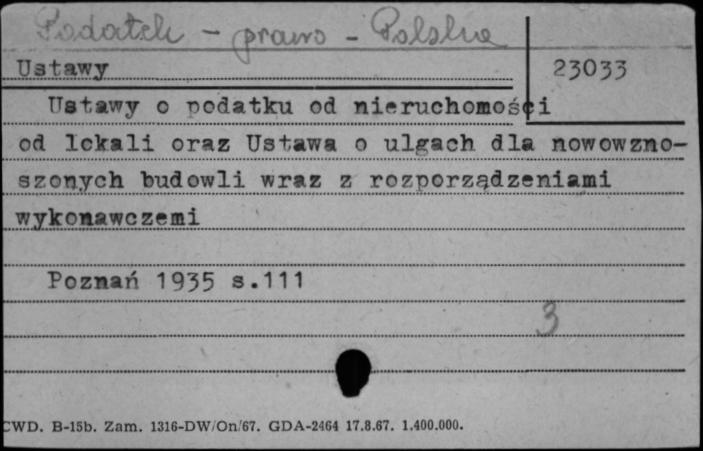 Podatek - prawo - Polska
Ustawy
23033
Ustawy o podatku od nieruchomości
od lokali oraz Ustawa o ulgach dla nowowzno-
szonych budowli wraz z rozporządzeniami
wykonawczemi
Poznań 1935 s.111
3
CWD. B-15b. Zam. 1316-DW/On/67. GDA-2464 17.8.67. 1.400.000.